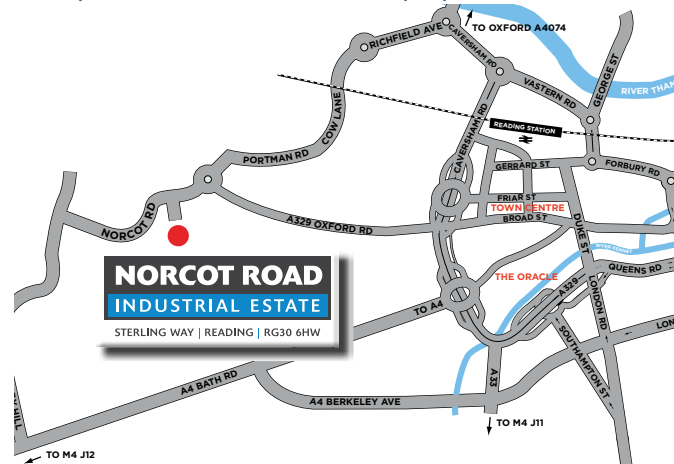 TO OXFORD A4074
RICHFIELD AVE
CAVERSHAM RD
VASTERN RD
GEORGE ST
RIVER THAM
COW LANE
CAVERSHAM RD
READING STATION
PORTMAN RD
GERRARD ST
FORBURY RD
FRIAR ST
TOWN CENTRE
NORCOT RD
A329 OXFORD RD
BROAD ST
DUKE ST
RIVER KENNET
QUEENS RD
NORCOT ROAD
INDUSTRIAL ESTATE
STERLING WAY | READING | RG30 6HW
THE ORACLE
A329
LONDON RD
TO A4
SOUTHAMPTON ST
LON
A33
A4 BATH RD
A4 BERKELEY AVE
HILL
TO M4 J11
TO M4 J12